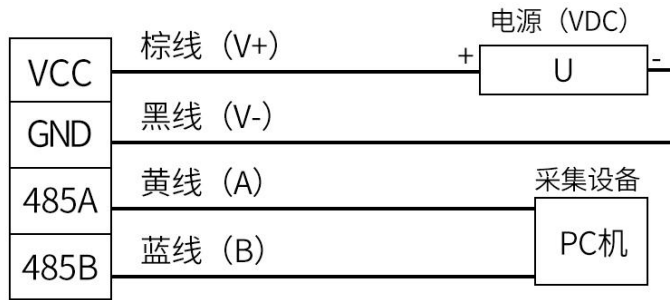 电源（VDC）
棕线（V+）
+
U
-
VCC
黑线（V-）
GND
黄线（A）
采集设备
485A
PC机
蓝线（B）
485B